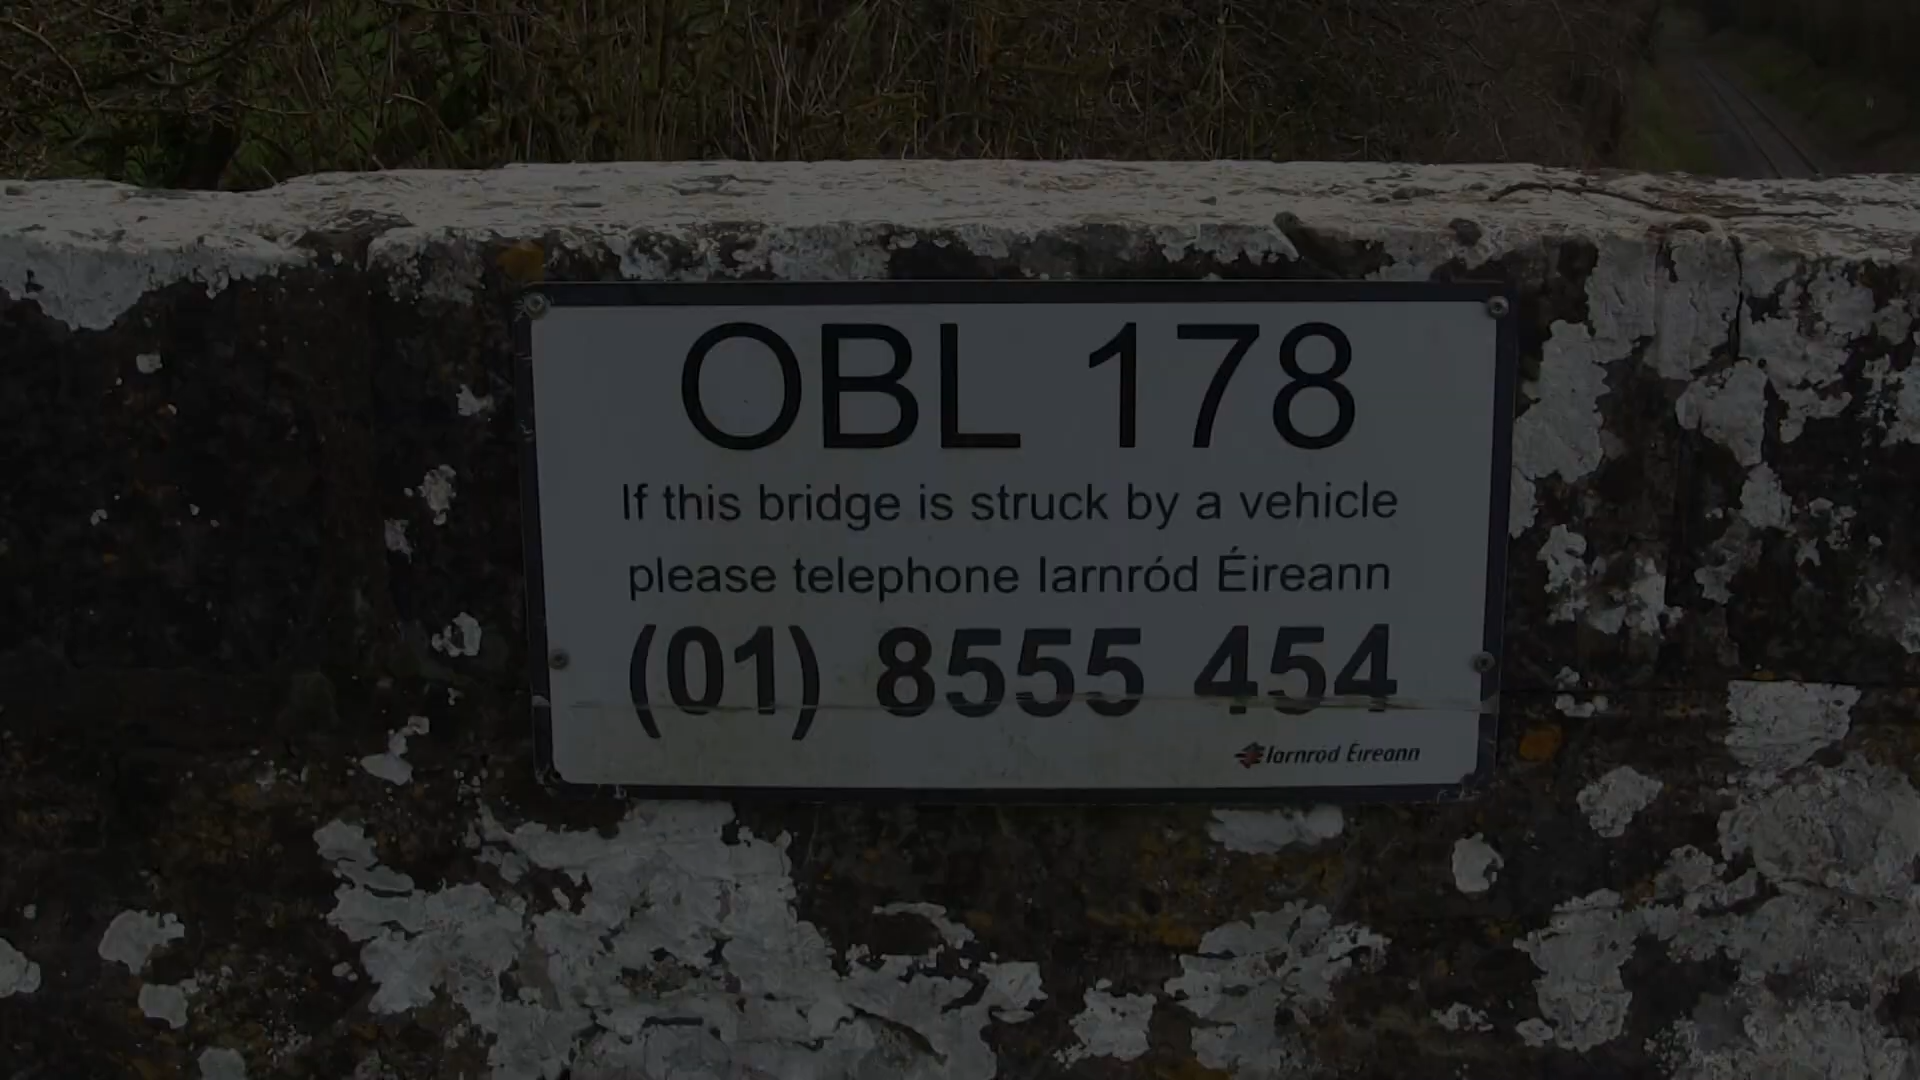 OBL 178
If this bridge is struck by a vehicle
please telephone Iarnród Éireann
(01) 8555 454
Iarnród Éireann